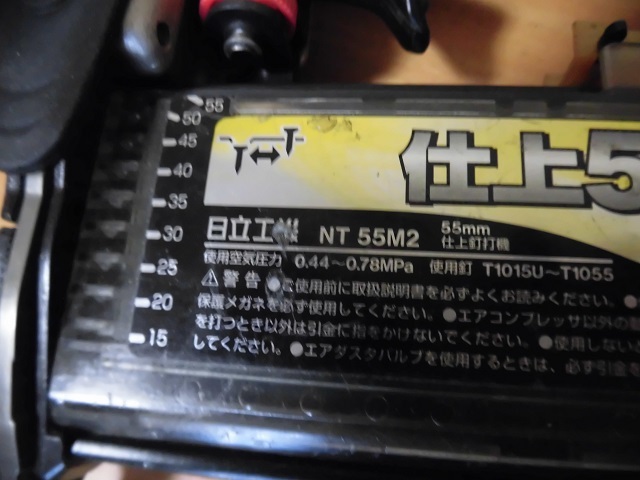 55
50
45
40
35
30
25
20
15
仕上5
日立工機 NT 55M2 55mm
仕上釘打機
使用空気圧力 0.44〜0.78MPa 使用釘 T1015U〜T1055
⚠警告 ●ご使用前に取扱説明書を必ずよくお読みください。●
保護メガネを必ず使用してください。●エアコンプレッサ以外の
を打つとき以外は引金に指をかけないでください。●使用しない
してください。●エアダスタバルブを使用するときは、必ず引金を